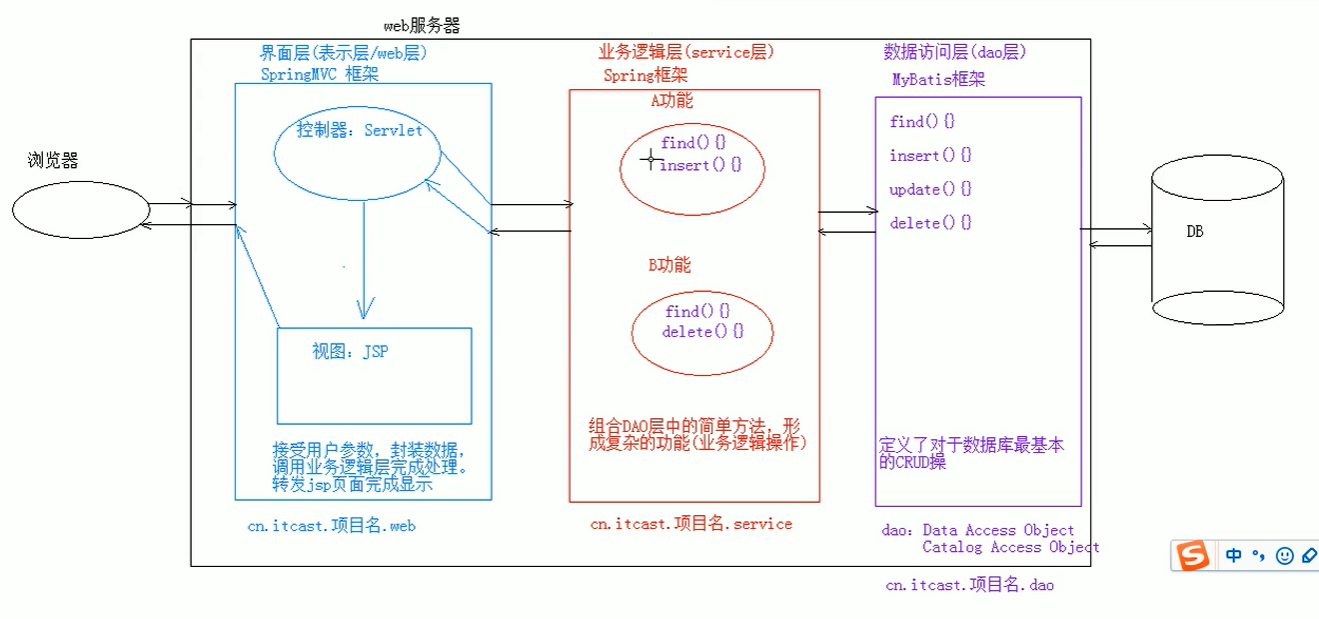 web服务器
界面层(表示层/web层)
SpringMVC 框架
控制器: Servlet
浏览器
视图: JSP
接受用户参数, 封装数据,
调用业务逻辑层完成处理。
转发jsp页面完成显示
cn.itcast.项目名.web
业务逻辑层(service层)
Spring框架
A功能
find(){}
insert(){}
B功能
find(){}
delete(){}
组合DAO层中的简单方法, 形
成复杂的功能(业务逻辑操作)
cn.itcast.项目名.service
数据访问层(dao层)
MyBatis框架
find(){}
insert(){}
update(){}
delete(){}
定义了对于数据库最基本
的CRUD操
dao: Data Access Object
Catalog Access Object
cn.itcast.项目名.dao
DB
S 中